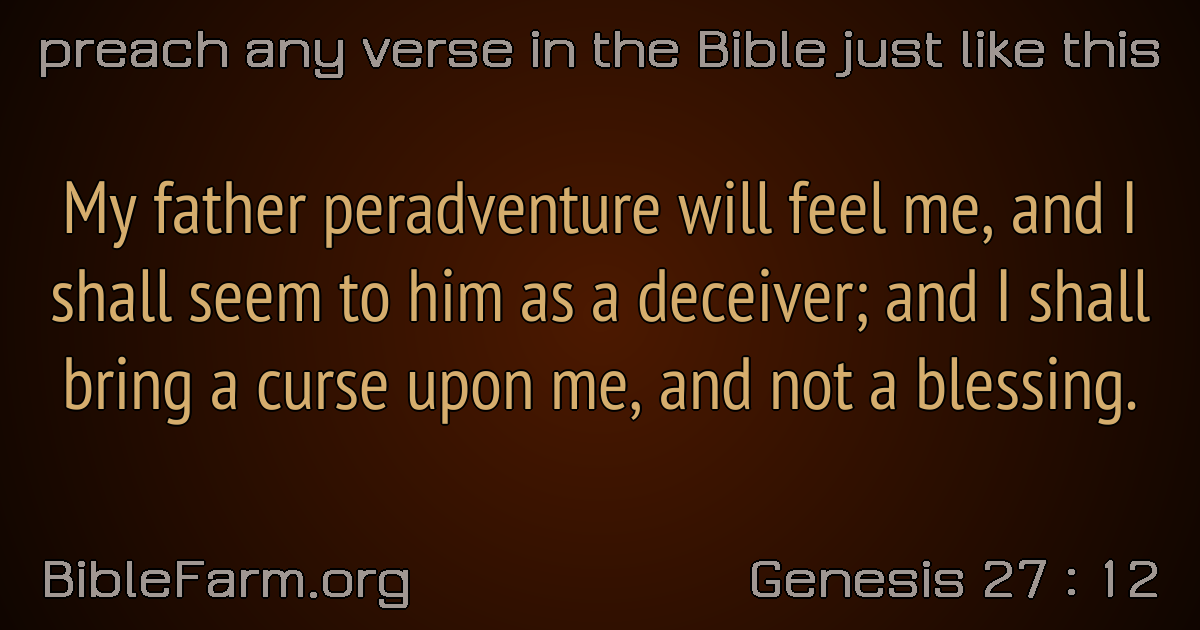 preach any verse in the Bible just like this
My father peradventure will feel me, and I
shall seem to him as a deceiver; and I shall
bring a curse upon me, and not a blessing.
BibleFarm.org
Genesis 27 : 12